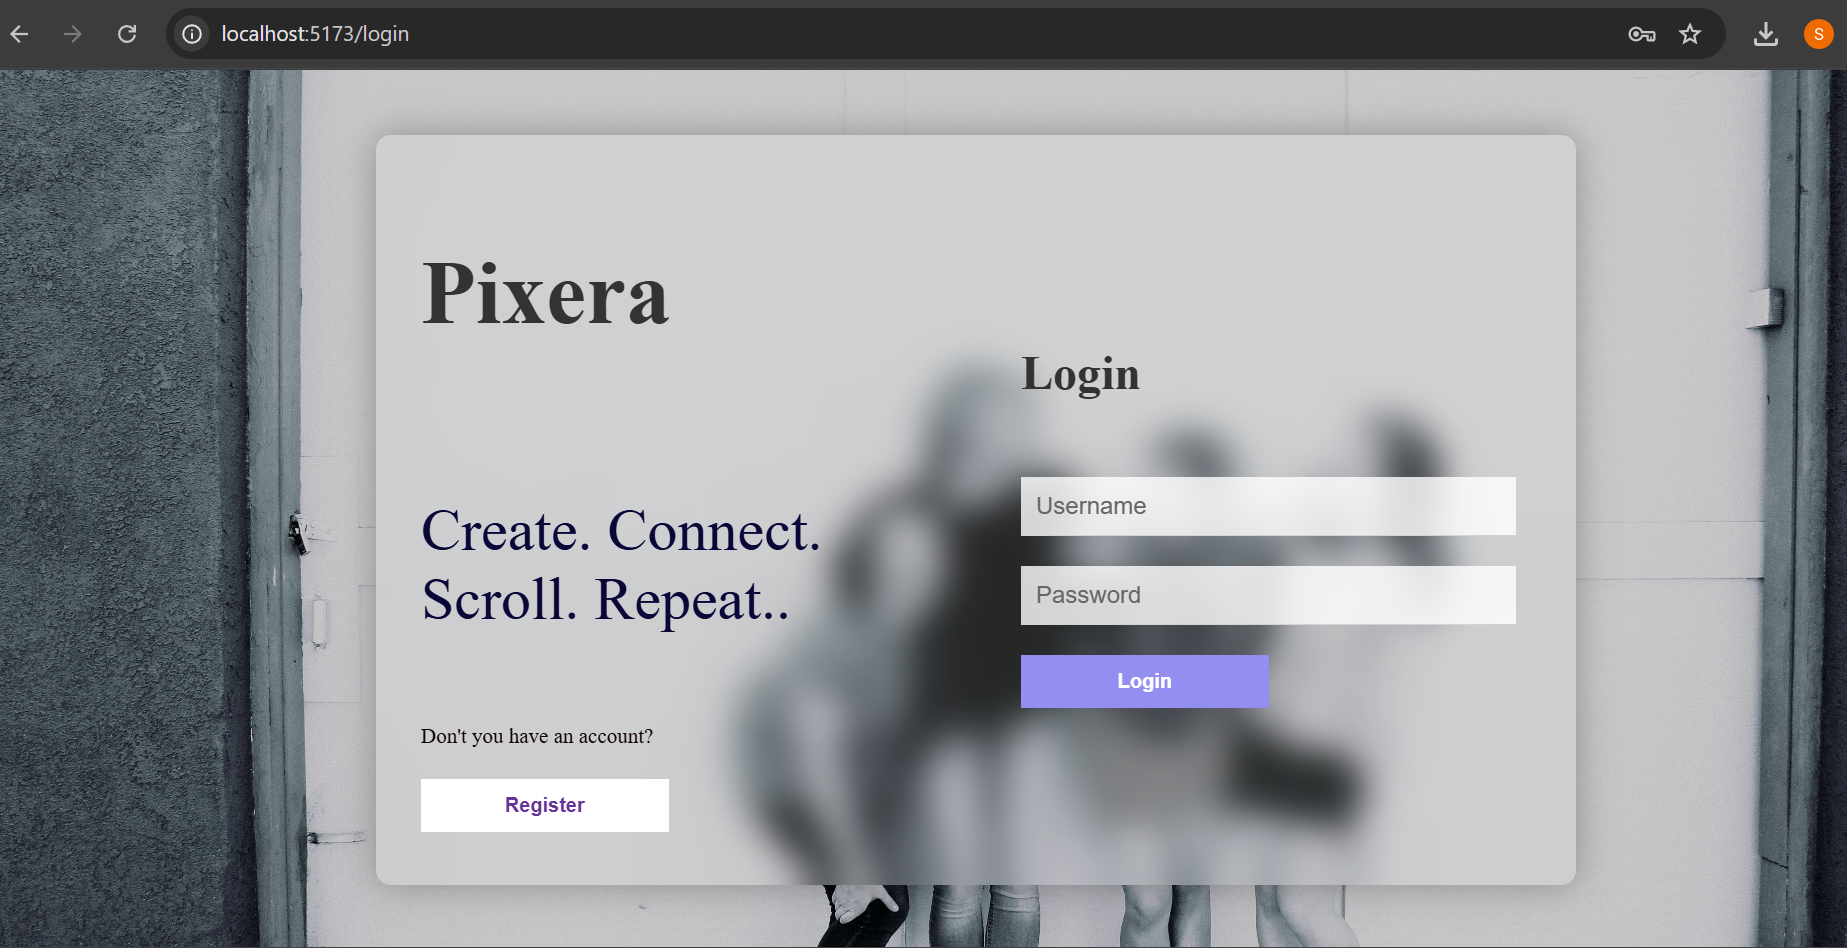 localhost:5173/login
S
Pixera
Login
Create. Connect.
Scroll. Repeat..
Username
Password
Login
Don't you have an account?
Register